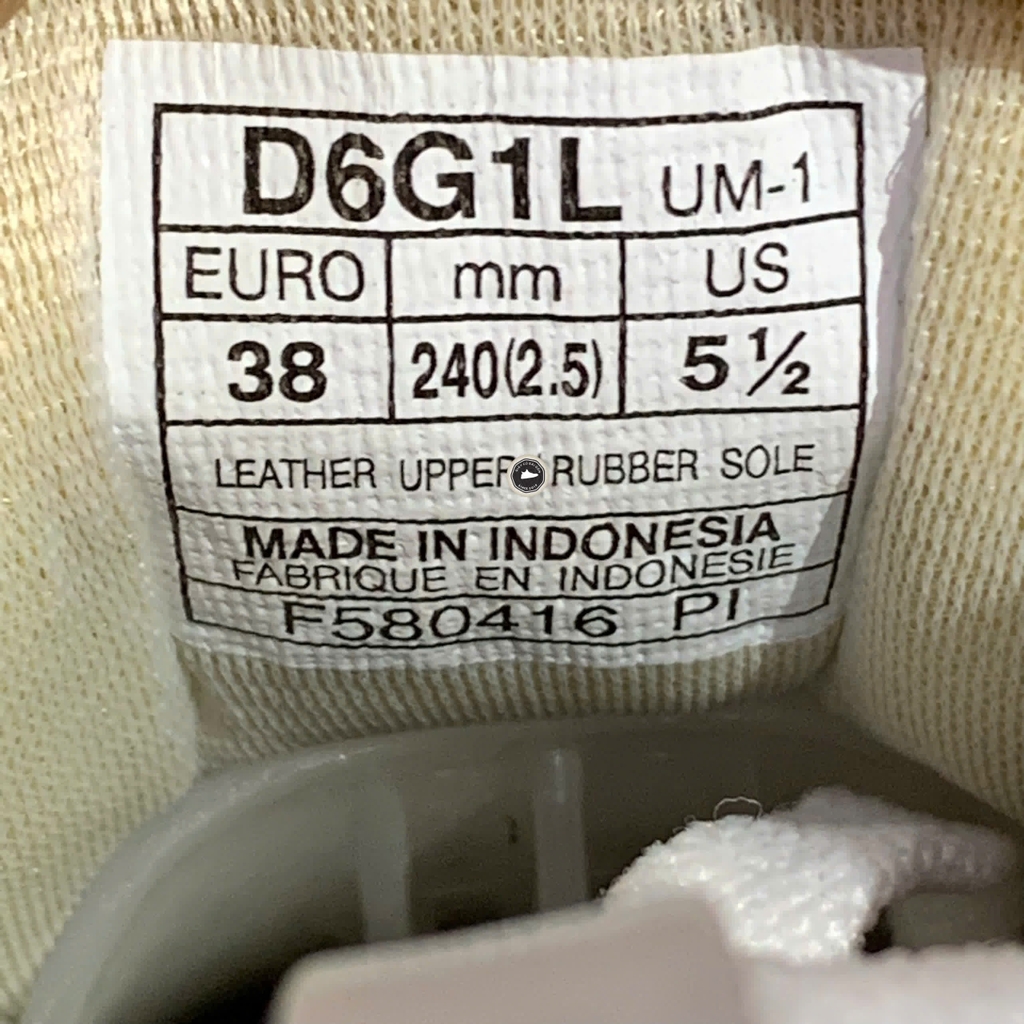 D6G1L UM-1
EURO mm US
38 240(2.5) 5 ½
LEATHER UPPER RUBBER SOLE
MADE IN INDONESIA
FABRIQUE EN INDONESIE
F580416 PI